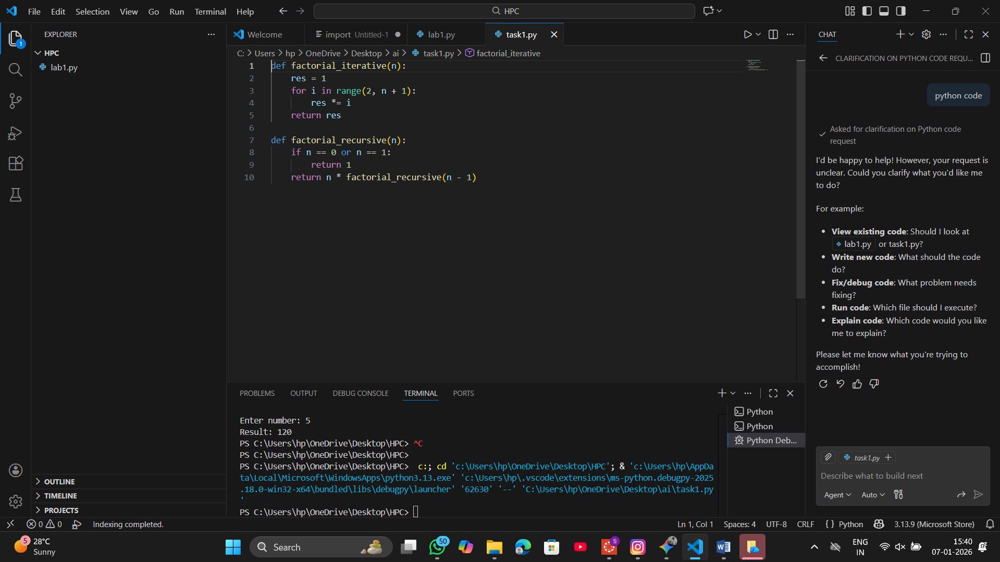 File Edit Selection View Go Run Terminal Help
HPC
EXPLORER
1
HPC
lab1.py
OUTLINE
TIMELINE
PROJECTS
Welcome
import Untitled-1
lab1.py
task1.py
C: > Users > hp > OneDrive > Desktop > ai > task1.py > factorial_iterative
1 def factorial_iterative(n):
2 res = 1
3 for i in range(2, n + 1):
4 res *= i
5 return res
6
7 def factorial_recursive(n):
8 if n == 0 or n == 1:
9 return 1
10 return n * factorial_recursive(n - 1)
PROBLEMS OUTPUT DEBUG CONSOLE TERMINAL PORTS
Enter number: 5
Result: 120
PS C:\Users\hp\OneDrive\Desktop\HPC> ^C
PS C:\Users\hp\OneDrive\Desktop\HPC>
PS C:\Users\hp\OneDrive\Desktop\HPC> c:; cd 'c:\Users\hp\OneDrive\Desktop\HPC'; & 'c:\Users\hp\AppDa
ta\Local\Microsoft\WindowsApps\python3.13.exe' 'c:\Users\hp\.vscode\extensions\ms-python.debugpy-2025
.18.0-win32-x64\bundled\libs\debugpy\launcher' '62630' '--' 'C:\Users\hp\OneDrive\Desktop\ai\task1.py
'
PS C:\Users\hp\OneDrive\Desktop\HPC>
Python
Python
Python Deb...
CHAT
CLARIFICATION ON PYTHON CODE REQU...
python code
Asked for clarification on Python code
request
I'd be happy to help! However, your request is
unclear. Could you clarify what you'd like me
to do?
For example:
• View existing code: Should I look at
lab1.py or task1.py?
• Write new code: What should the code
do?
• Fix/debug code: What problem needs
fixing?
• Run code: Which file should I execute?
• Explain code: Which code would you like
me to explain?
Please let me know what you're trying to
accomplish!
task1.py
Describe what to build next
Agent Auto
0 0 Indexing completed.
Ln 1, Col 1 Spaces: 4 UTF-8 CRLF { } Python 3.13.9 (Microsoft Store)
5
28°C
Sunny
Search
50
S
ENG
IN
15:40
07-01-2026